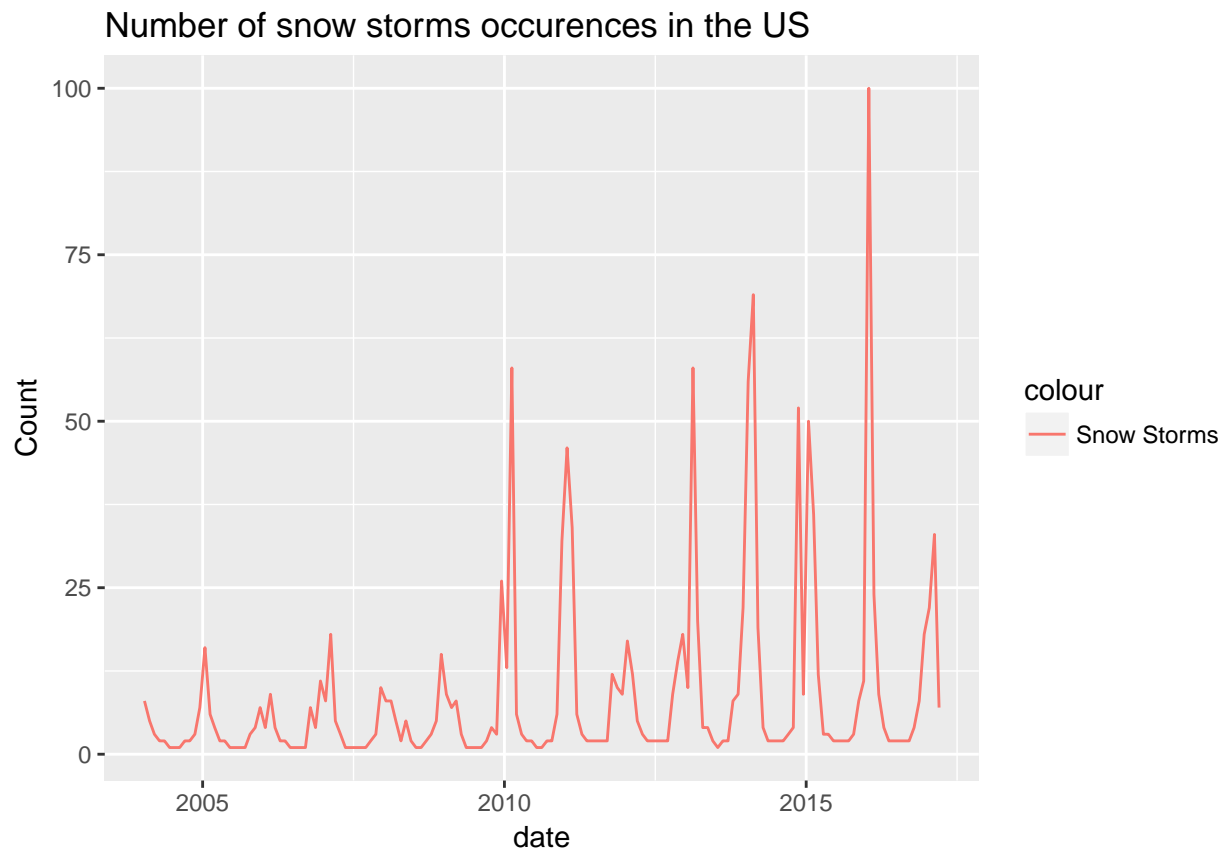 Number of snow storms occurences in the US
100
75
50
25
0
Count
2005 2010 2015
date
colour
Snow Storms